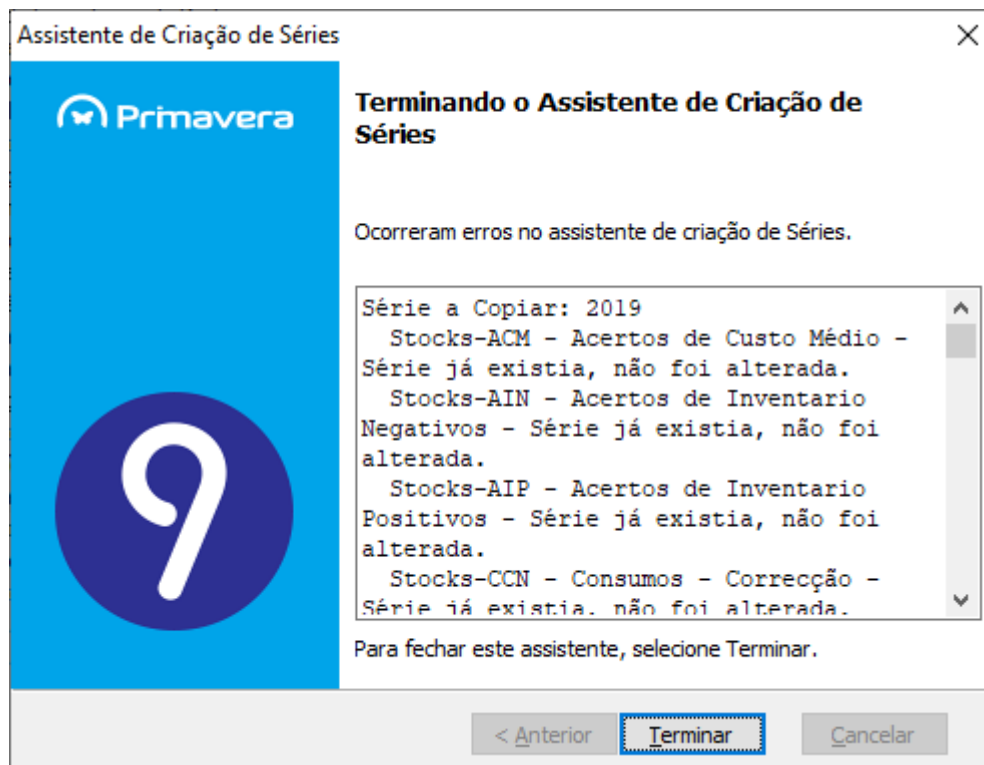 Assistente de Criação de Séries
Primavera
Terminando o Assistente de Criação de
Séries
Ocorreram erros no assistente de criação de Séries.
Série a Copiar: 2019
Stocks-ACM - Acertos de Custo Médio -
Série já existia, não foi alterada.
Stocks-AIN - Acertos de Inventario
Negativos - Série já existia, não foi
alterada.
Stocks-AIP - Acertos de Inventario
Positivos - Série já existia, não foi
alterada.
Stocks-CCN - Consumos - Correcção -
Série já existia, não foi alterada.
9
Para fechar este assistente, selecione Terminar.
< Anterior
Terminar
Cancelar